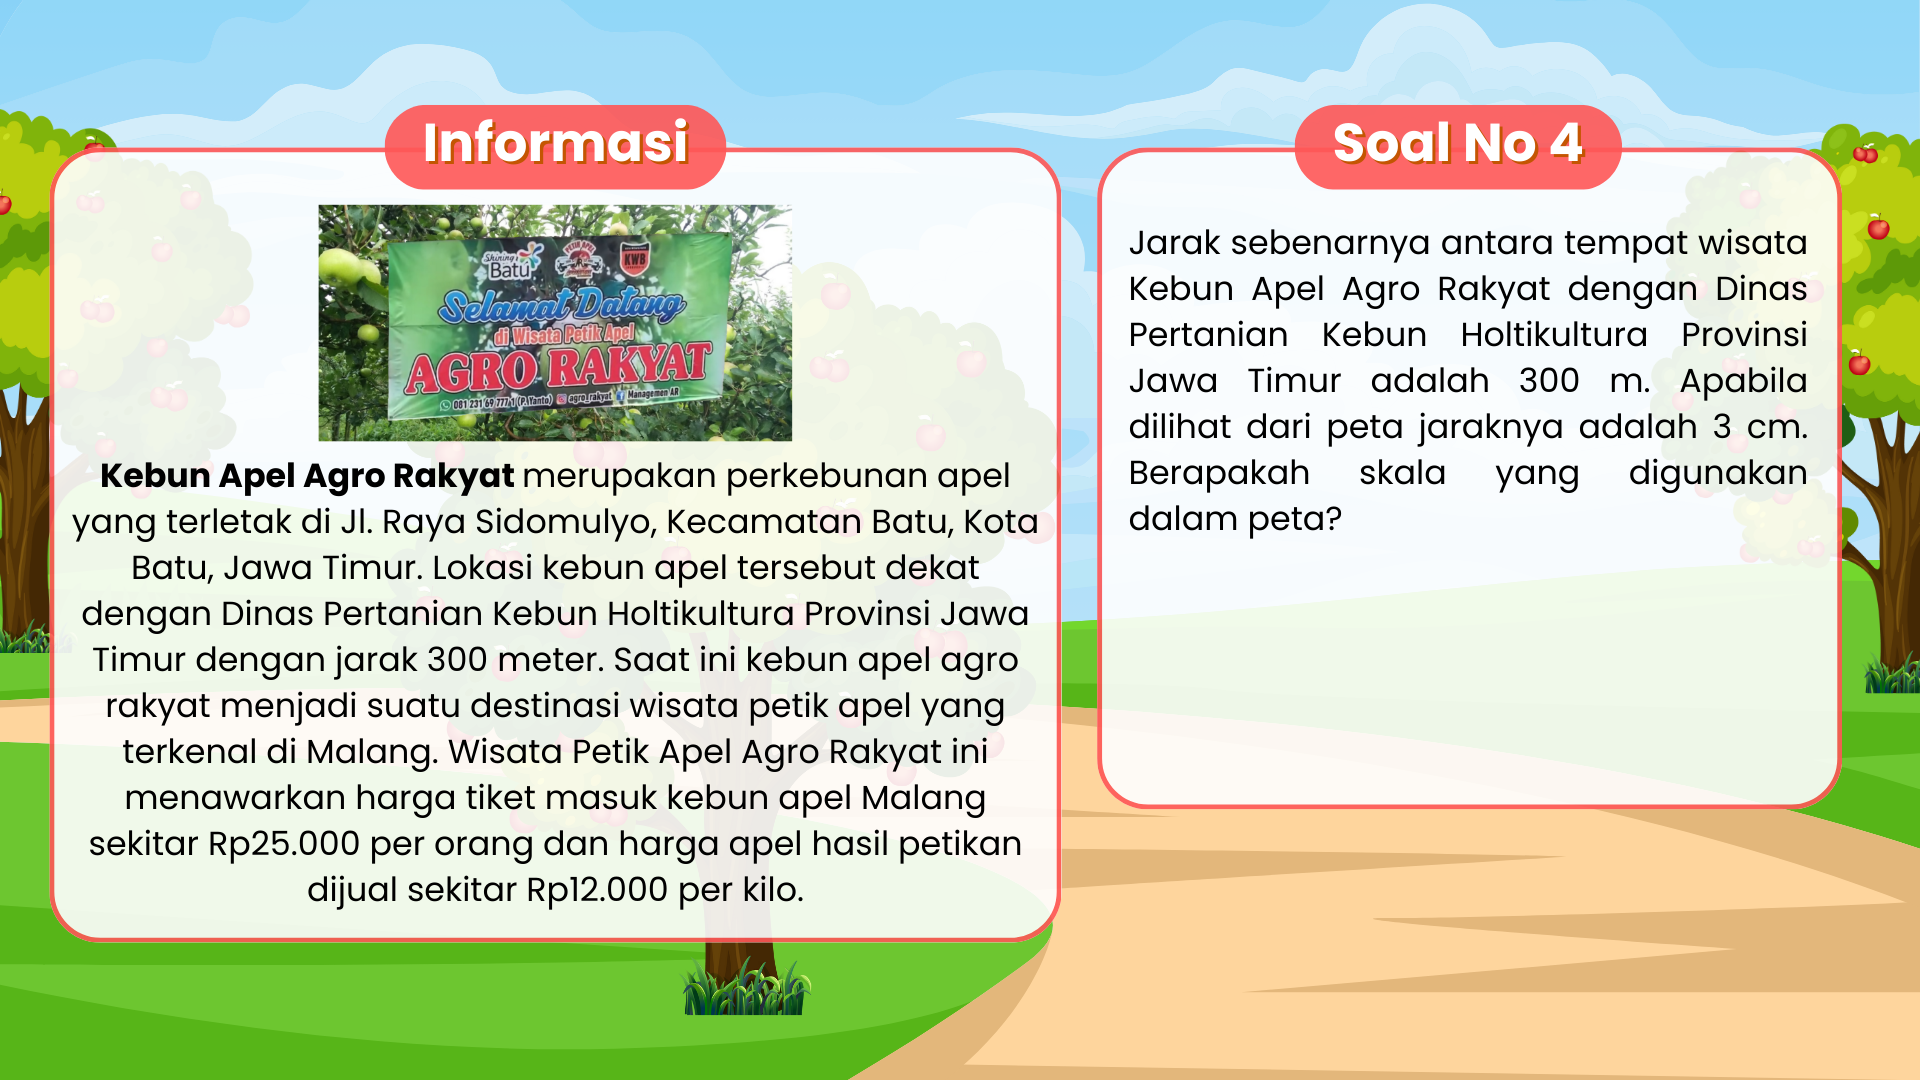 Informasi
Shining
Batu
PETIK APEL
KWB
Selamat Datang
di Wisata Petik Apel
AGRO RAKYAT
081 231 69 777 1 (P. Yanto) agro_rakyat Managemen AR
Kebun Apel Agro Rakyat merupakan perkebunan apel
yang terletak di Jl. Raya Sidomulyo, Kecamatan Batu, Kota
Batu, Jawa Timur. Lokasi kebun apel tersebut dekat
dengan Dinas Pertanian Kebun Holtikultura Provinsi Jawa
Timur dengan jarak 300 meter. Saat ini kebun apel agro
rakyat menjadi suatu destinasi wisata petik apel yang
terkenal di Malang. Wisata Petik Apel Agro Rakyat ini
menawarkan harga tiket masuk kebun apel Malang
sekitar Rp25.000 per orang dan harga apel hasil petikan
dijual sekitar Rp12.000 per kilo.
Soal No 4
Jarak sebenarnya antara tempat wisata
Kebun Apel Agro Rakyat dengan Dinas
Pertanian Kebun Holtikultura Provinsi
Jawa Timur adalah 300 m. Apabila
dilihat dari peta jaraknya adalah 3 cm.
Berapakah skala yang digunakan
dalam peta?